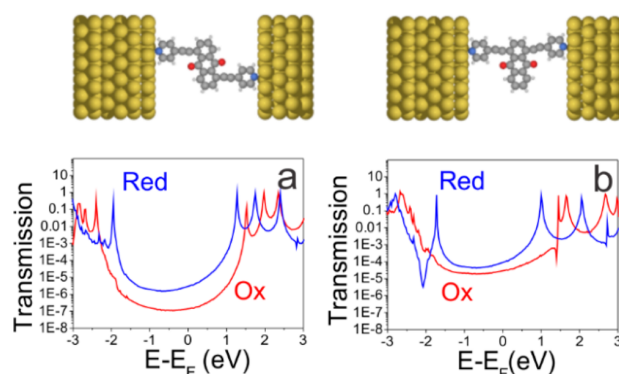 a
Red
Ox
Transmission
1
0.1
0.01
1E-3
1E-4
1E-5
1E-6
1E-7
1E-8
-3 -2 -1 0 1 2 3
E-E_F (eV)
b
Red
Ox
Transmission
1
0.1
0.01
1E-3
1E-4
1E-5
1E-6
1E-7
1E-8
-3 -2 -1 0 1 2 3
E-E_F(eV)